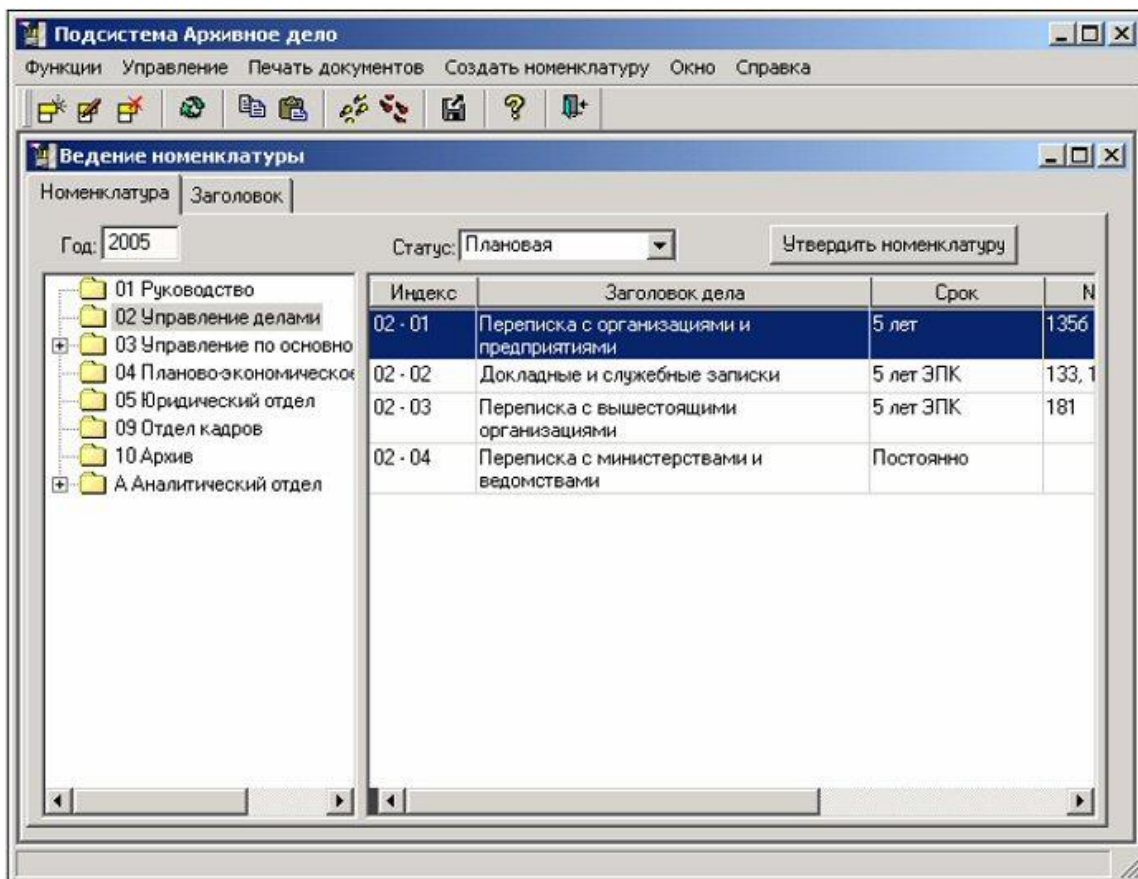 Подсистема Архивное дело
Функции Управление Печать документов Создать номенклатуру Окно Справка
Ведение номенклатуры
Номенклатура Заголовок
Год: 2005 Статус: Плановая Утвердить номенклатуру
01 Руководство
02 Управление делами
03 Управление по основно
04 Планово-экономическое
05 Юридический отдел
09 Отдел кадров
10 Архив
А Аналитический отдел
Индекс Заголовок дела Срок N
02 - 01 Переписка с организациями и 5 лет 1356
предприятиями
02 - 02 Докладные и служебные записки 5 лет ЭПК 133, 1
02 - 03 Переписка с вышестоящими 5 лет ЭПК 181
организациями
02 - 04 Переписка с министерствами и Постоянно
ведомствами